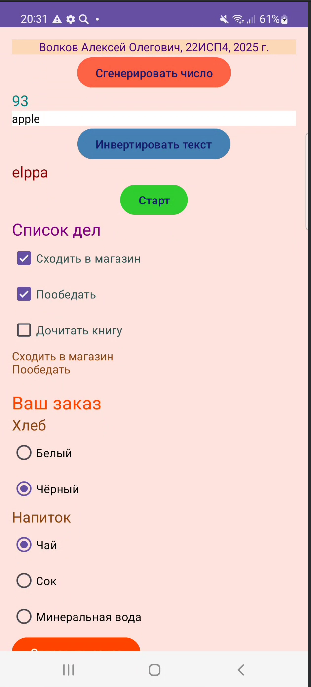 20:31 61%
Волков Алексей Олегович, 22ИСП4, 2025 г.
Сгенерировать число
93
apple
Инвертировать текст
elppa
Старт
Список дел
Сходить в магазин
Пообедать
Дочитать книгу
Сходить в магазин
Пообедать
Ваш заказ
Хлеб
Белый
Чёрный
Напиток
Чай
Сок
Минеральная вода